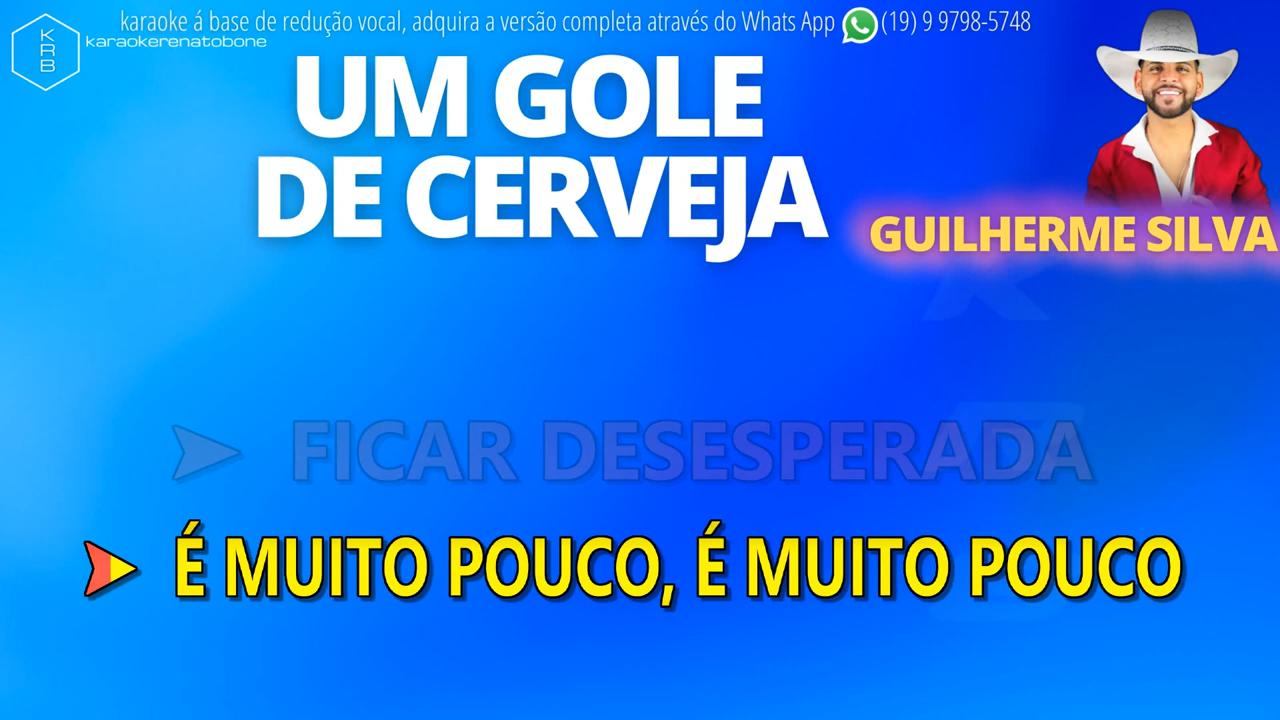 karaoke á base de redução vocal, adquira a versão completa através do Whats App (19) 9 9798-5748
K
R
B
karaokerenatobone
UM GOLE
DE CERVEJA
GUILHERME SILVA
FICAR DESESPERADA
É MUITO POUCO, É MUITO POUCO